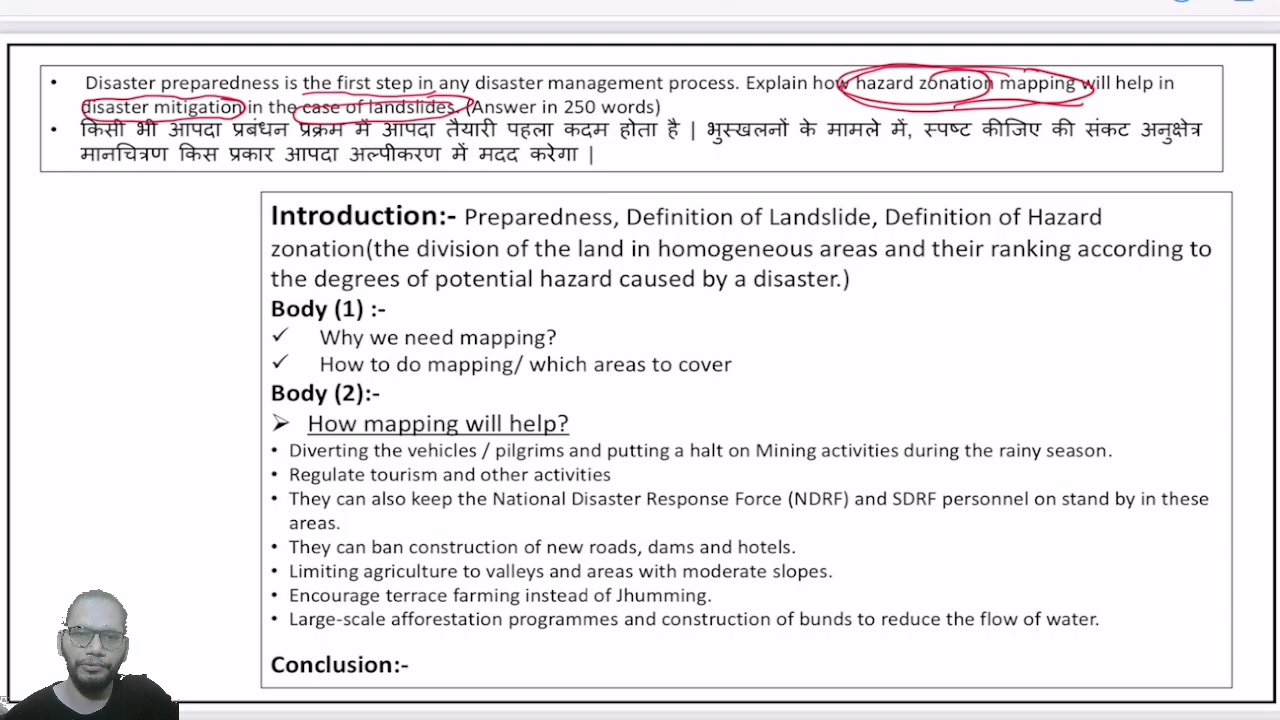 • Disaster preparedness is the first step in any disaster management process. Explain how hazard zonation mapping will help in
disaster mitigation in the case of landslides. (Answer in 250 words)
• किसी भी आपदा प्रबंधन प्रक्रम में आपदा तैयारी पहला कदम होता है | भुस्खलनों के मामले में, स्पष्ट कीजिए की संकट अनुक्षेत्र
मानचित्रण किस प्रकार आपदा अल्पीकरण में मदद करेगा |
Introduction:- Preparedness, Definition of Landslide, Definition of Hazard
zonation(the division of the land in homogeneous areas and their ranking according to
the degrees of potential hazard caused by a disaster.)
Body (1) :-
✓ Why we need mapping?
✓ How to do mapping/ which areas to cover
Body (2):-
➢ How mapping will help?
• Diverting the vehicles / pilgrims and putting a halt on Mining activities during the rainy season.
• Regulate tourism and other activities
• They can also keep the National Disaster Response Force (NDRF) and SDRF personnel on stand by in these
areas.
• They can ban construction of new roads, dams and hotels.
• Limiting agriculture to valleys and areas with moderate slopes.
• Encourage terrace farming instead of Jhumming.
• Large-scale afforestation programmes and construction of bunds to reduce the flow of water.
Conclusion:-